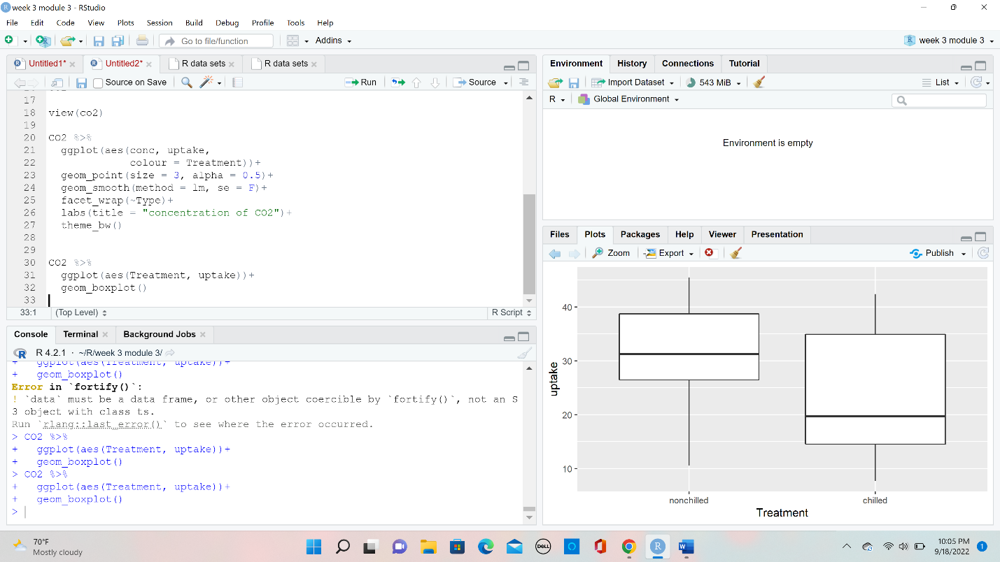 week 3 module 3 - RStudio
File Edit Code View Plots Session Build Debug Profile Tools Help
Go to file/function Addins week 3 module 3
Untitled1* Untitled2* R data sets R data sets
Source on Save Run Source
17
18 view(co2)
19
20 CO2 %>%
21 ggplot(aes(conc, uptake,
22 colour = Treatment))+
23 geom_point(size = 3, alpha = 0.5)+
24 geom_smooth(method = lm, se = F)+
25 facet_wrap(~Type)+
26 labs(title = "concentration of CO2")+
27 theme_bw()
28
29
30 CO2 %>%
31 ggplot(aes(Treatment, uptake))+
32 geom_boxplot()
33
33:1 (Top Level) R Script
Console Terminal Background Jobs
R 4.2.1 · ~/R/week 3 module 3/
+ ggplot(aes(Treatment, uptake))+
+ geom_boxplot()
Error in `fortify()`:
! `data` must be a data frame, or other object coercible by `fortify()`, not an S
3 object with class ts.
Run `rlang::last_error()` to see where the error occurred.
> CO2 %>%
+ ggplot(aes(Treatment, uptake))+
+ geom_boxplot()
> CO2 %>%
+ ggplot(aes(Treatment, uptake))+
+ geom_boxplot()
>
Environment History Connections Tutorial
Import Dataset 543 MiB List
R Global Environment
Environment is empty
Files Plots Packages Help Viewer Presentation
Zoom Export Publish
40
30
20
10
uptake
nonchilled chilled
Treatment
70°F
Mostly cloudy
DELL
10:05 PM
9/18/2022
1